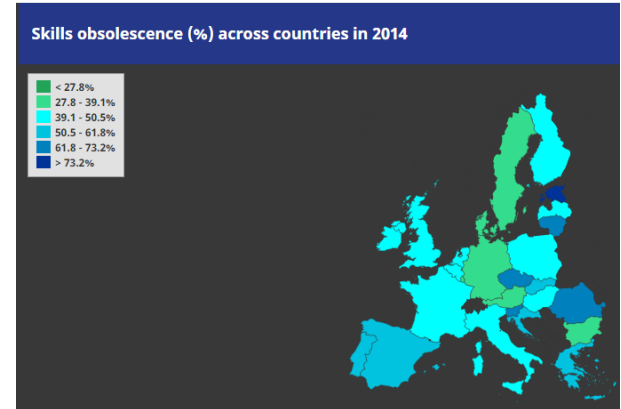 Skills obsolescence (%) across countries in 2014
< 27.8%
27.8 - 39.1%
39.1 - 50.5%
50.5 - 61.8%
61.8 - 73.2%
> 73.2%